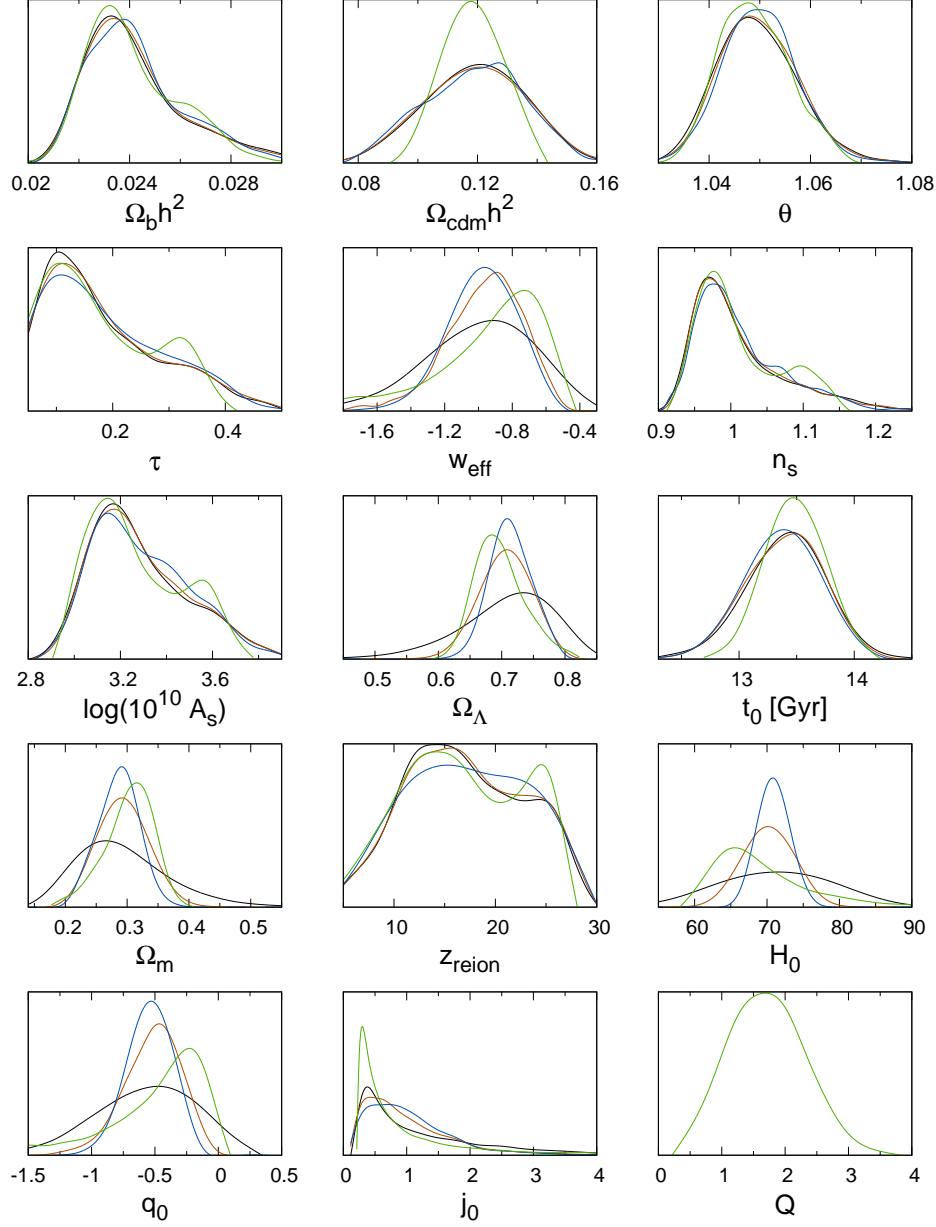 0.02 0.024 0.028 0.08 0.12 0.16 1.04 1.06 1.08
Ω_b h^2 Ω_cdm h^2 θ
0.2 0.4 -1.6 -1.2 -0.8 -0.4 0.9 1 1.1 1.2
τ w_eff n_s
2.8 3.2 3.6 0.5 0.6 0.7 0.8 13 14
log(10^10 A_s) Ω_Λ t_0 [Gyr]
0.2 0.3 0.4 0.5 10 20 30 60 70 80 90
Ω_m z_reion H_0
-1.5 -1 -0.5 0 0.5 0 1 2 3 4 0 1 2 3 4
q_0 j_0 Q